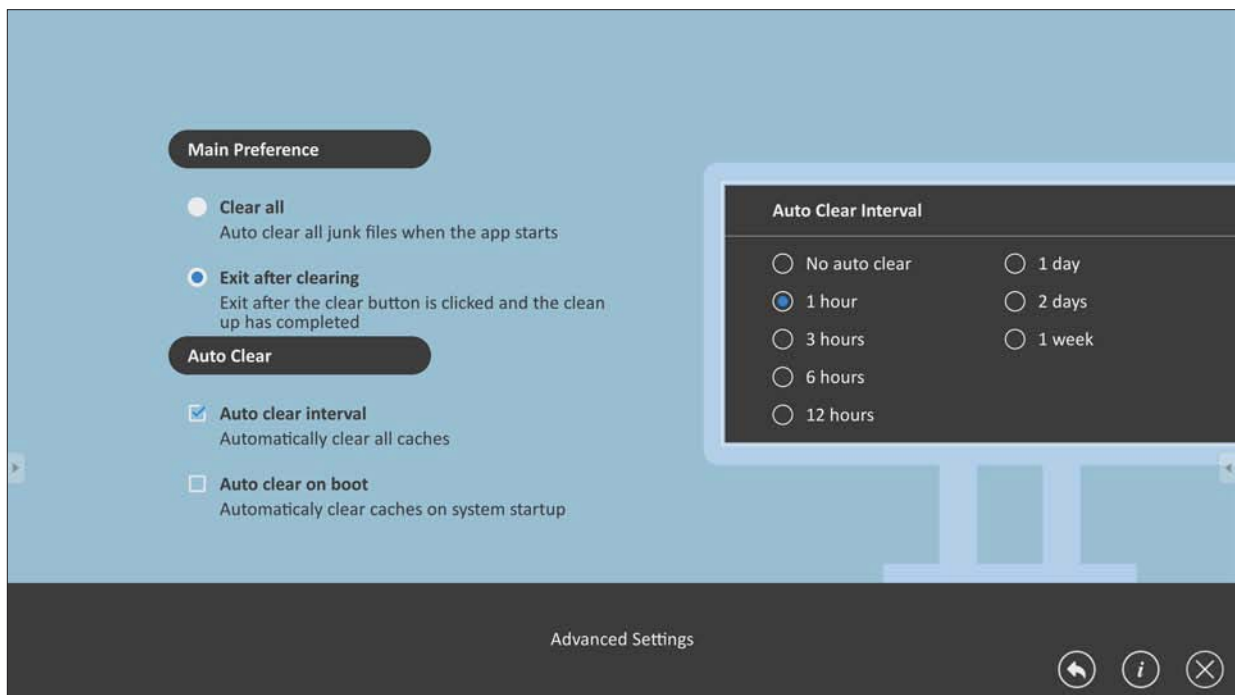 Main Preference
Clear all
Auto clear all junk files when the app starts
Exit after clearing
Exit after the clear button is clicked and the clean
up has completed
Auto Clear
Auto clear interval
Automatically clear all caches
Auto clear on boot
Automaticaly clear caches on system startup
Auto Clear Interval
No auto clear
1 hour
3 hours
6 hours
12 hours
1 day
2 days
1 week
Advanced Settings
i